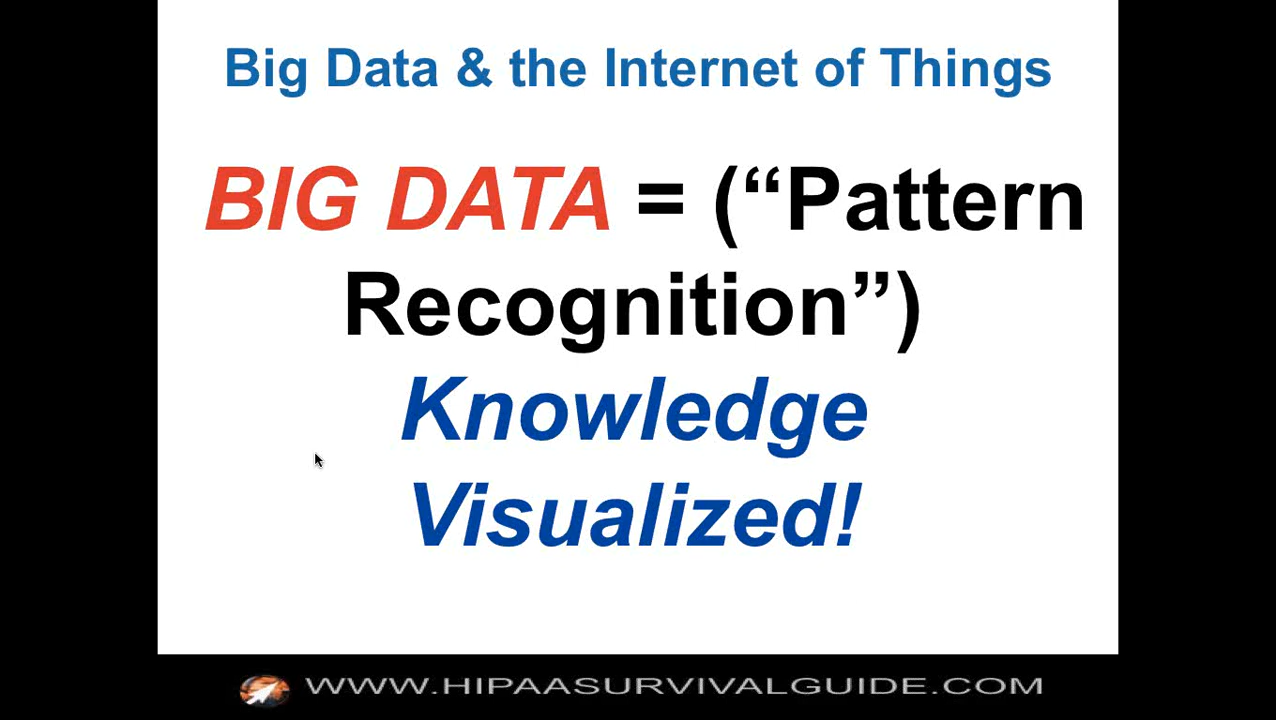 Big Data & the Internet of Things
BIG DATA = (“Pattern
Recognition”)
Knowledge
Visualized!
WWW.HIPAASURVIVALGUIDE.COM